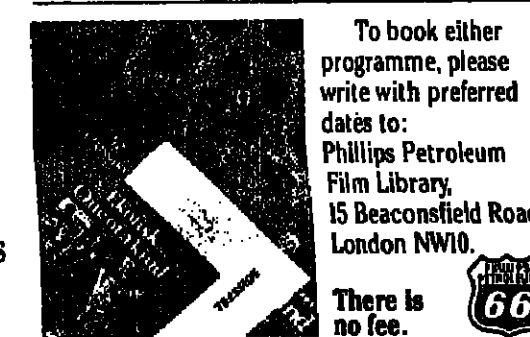 To book either
programme, please
write with preferred
dates to:
Phillips Petroleum
Film Library,
15 Beaconsfield Road
London NW10.
There is
no fee.
66